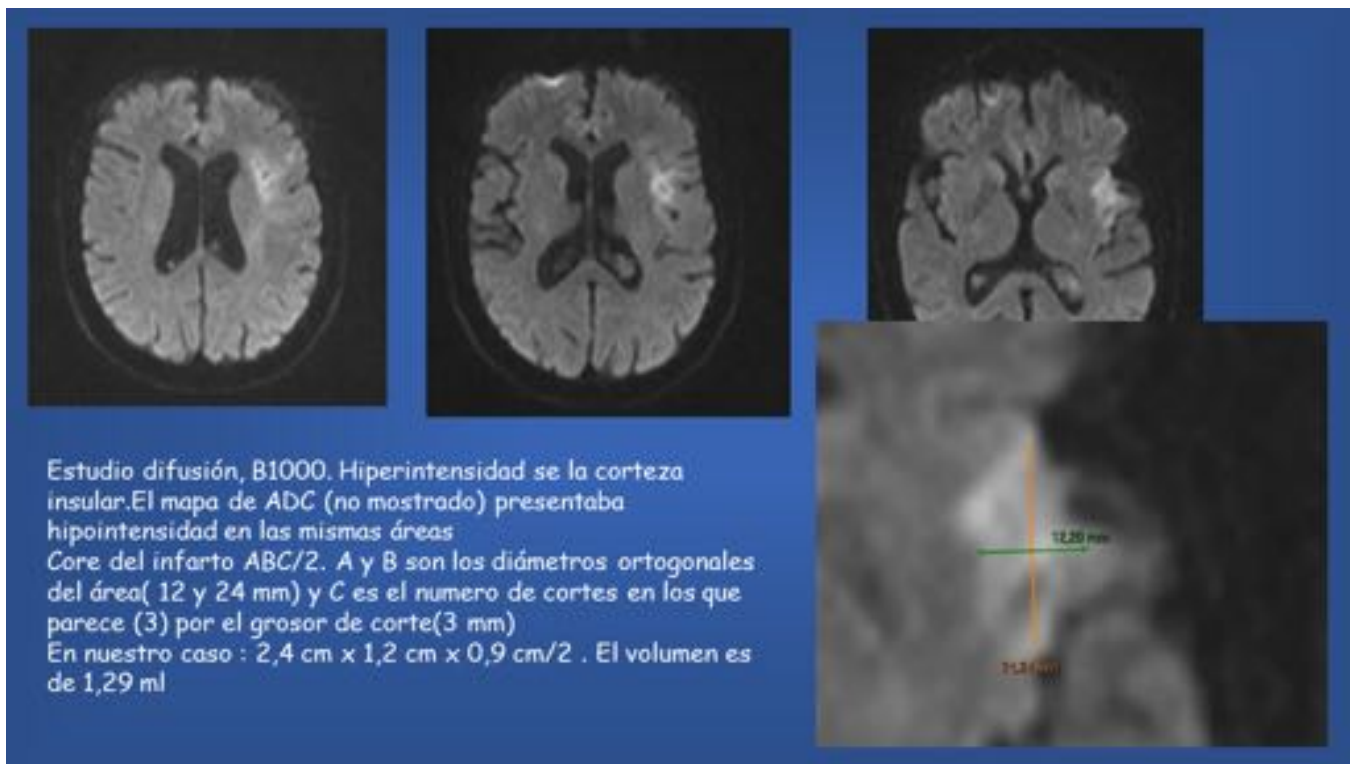 Estudio difusión, B1000. Hiperintensidad se la corteza
insular.El mapa de ADC (no mostrado) presentaba
hipointensidad en las mismas áreas
Core del infarto ABC/2. A y B son los diámetros ortogonales
del área( 12 y 24 mm) y C es el numero de cortes en los que
parece (3) por el grosor de corte(3 mm)
En nuestro caso : 2,4 cm x 1,2 cm x 0,9 cm/2 . El volumen es
de 1,29 ml
12,20 mm